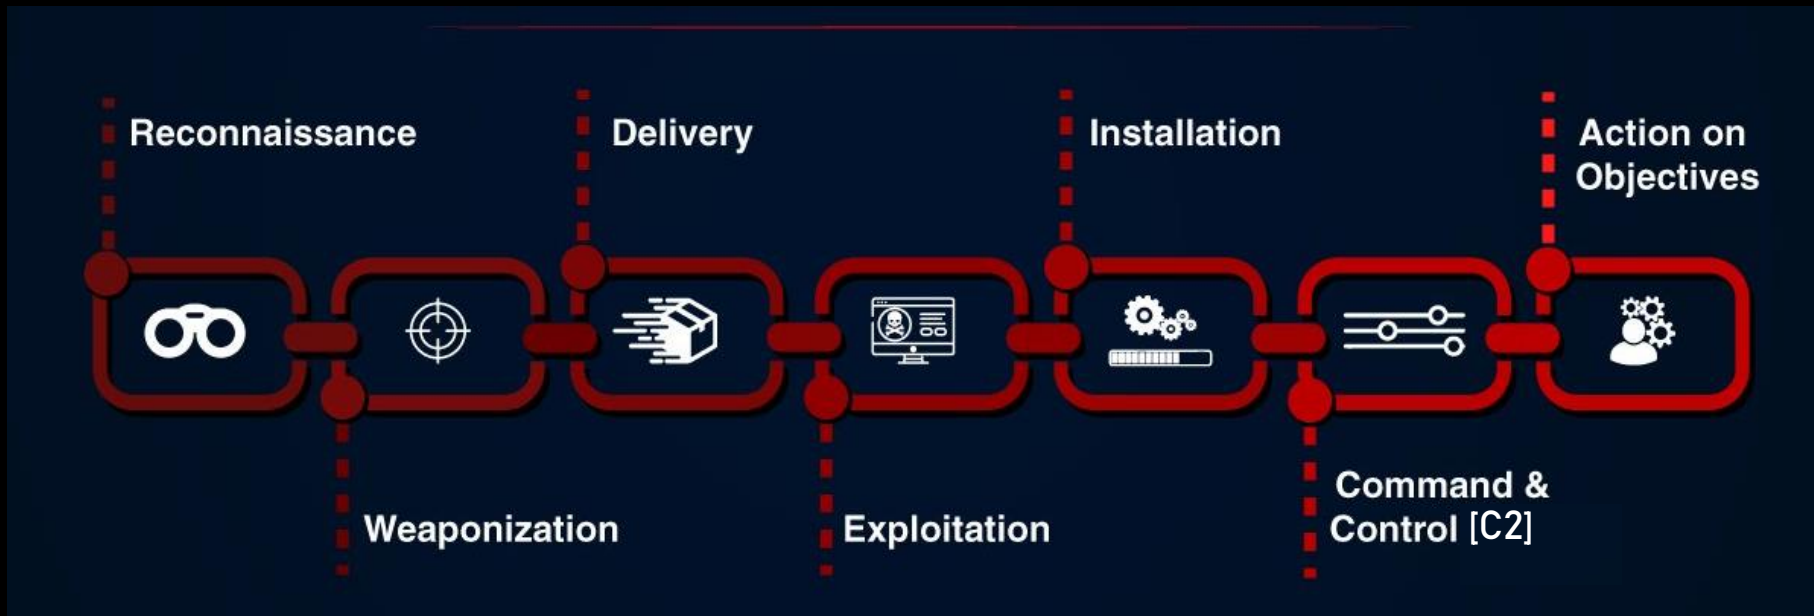 Reconnaissance
Weaponization
Delivery
Exploitation
Installation
Command &
Control [C2]
Action on
Objectives